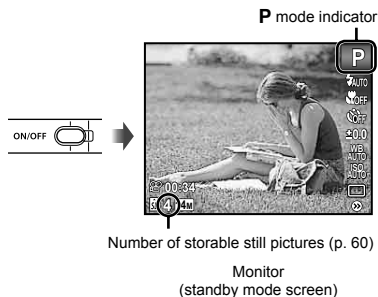 P mode indicator
P
AUTO
OFF
OFF
±0.0
WB AUTO
ISO AUTO
ON/OFF
00:34
4 14M
Number of storable still pictures (p. 60)
Monitor
(standby mode screen)